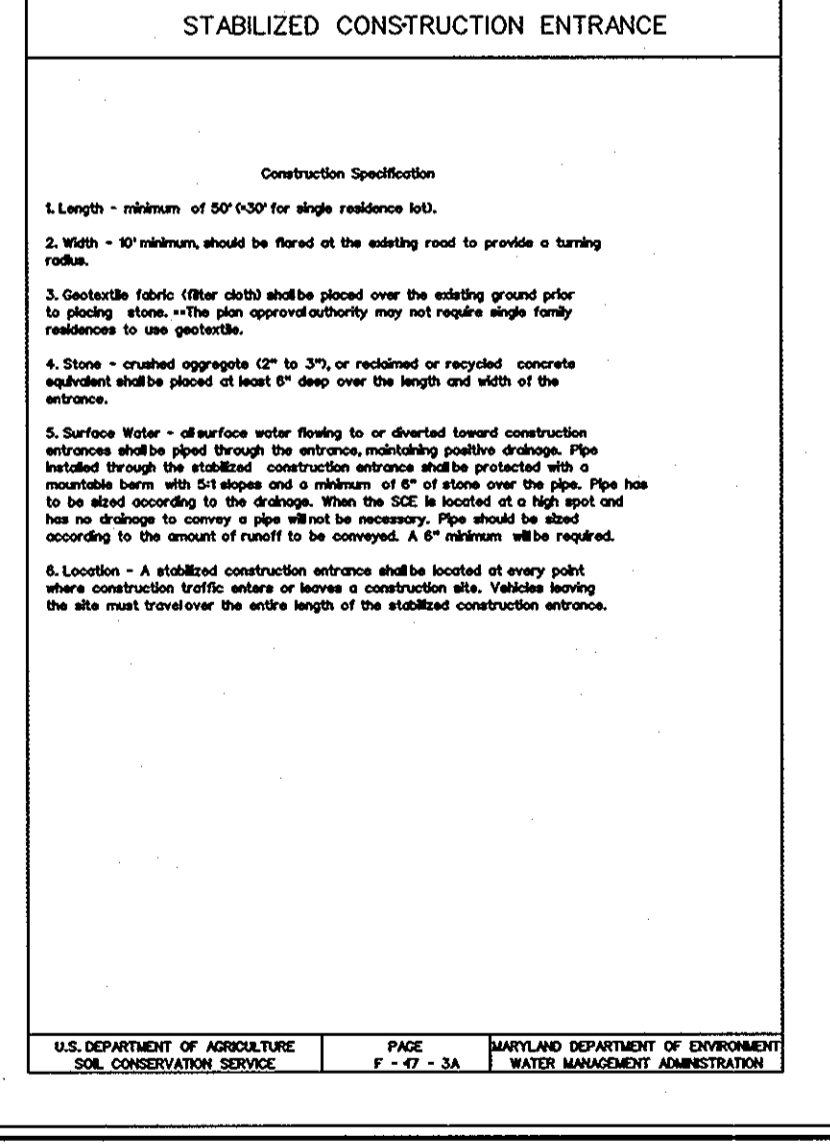 STABILIZED CONSTRUCTION ENTRANCE
Construction Specification
1. Length - minimum of 50' (*30' for single residence lot).
2. Width - 10' minimum, should be flared at the existing road to provide a turning
radius.
3. Geotextile fabric (filter cloth) shall be placed over the existing ground prior
to placing stone. **The plan approval authority may not require single family
residences to use geotextile.
4. Stone - crushed aggregate (2" to 3"), or reclaimed or recycled concrete
equivalent shall be placed at least 6" deep over the length and width of the
entrance.
5. Surface Water - all surface water flowing to or diverted toward construction
entrances shall be piped through the entrance, maintaining positive drainage. Pipe
installed through the stabilized construction entrance shall be protected with a
mountable berm with 5:1 slopes and a minimum of 6" of stone over the pipe. Pipe has
to be sized according to the drainage. When the SCE is located at a high spot and
has no drainage to convey a pipe will not be necessary. Pipe should be sized
according to the amount of runoff to be conveyed. A 6" minimum will be required.
6. Location - A stabilized construction entrance shall be located at every point
where construction traffic enters or leaves a construction site. Vehicles leaving
the site must travel over the entire length of the stabilized construction entrance.
U.S. DEPARTMENT OF AGRICULTURE
SOIL CONSERVATION SERVICE
PAGE
F - 17 - 3A
MARYLAND DEPARTMENT OF ENVIRONMENT
WATER MANAGEMENT ADMINISTRATION